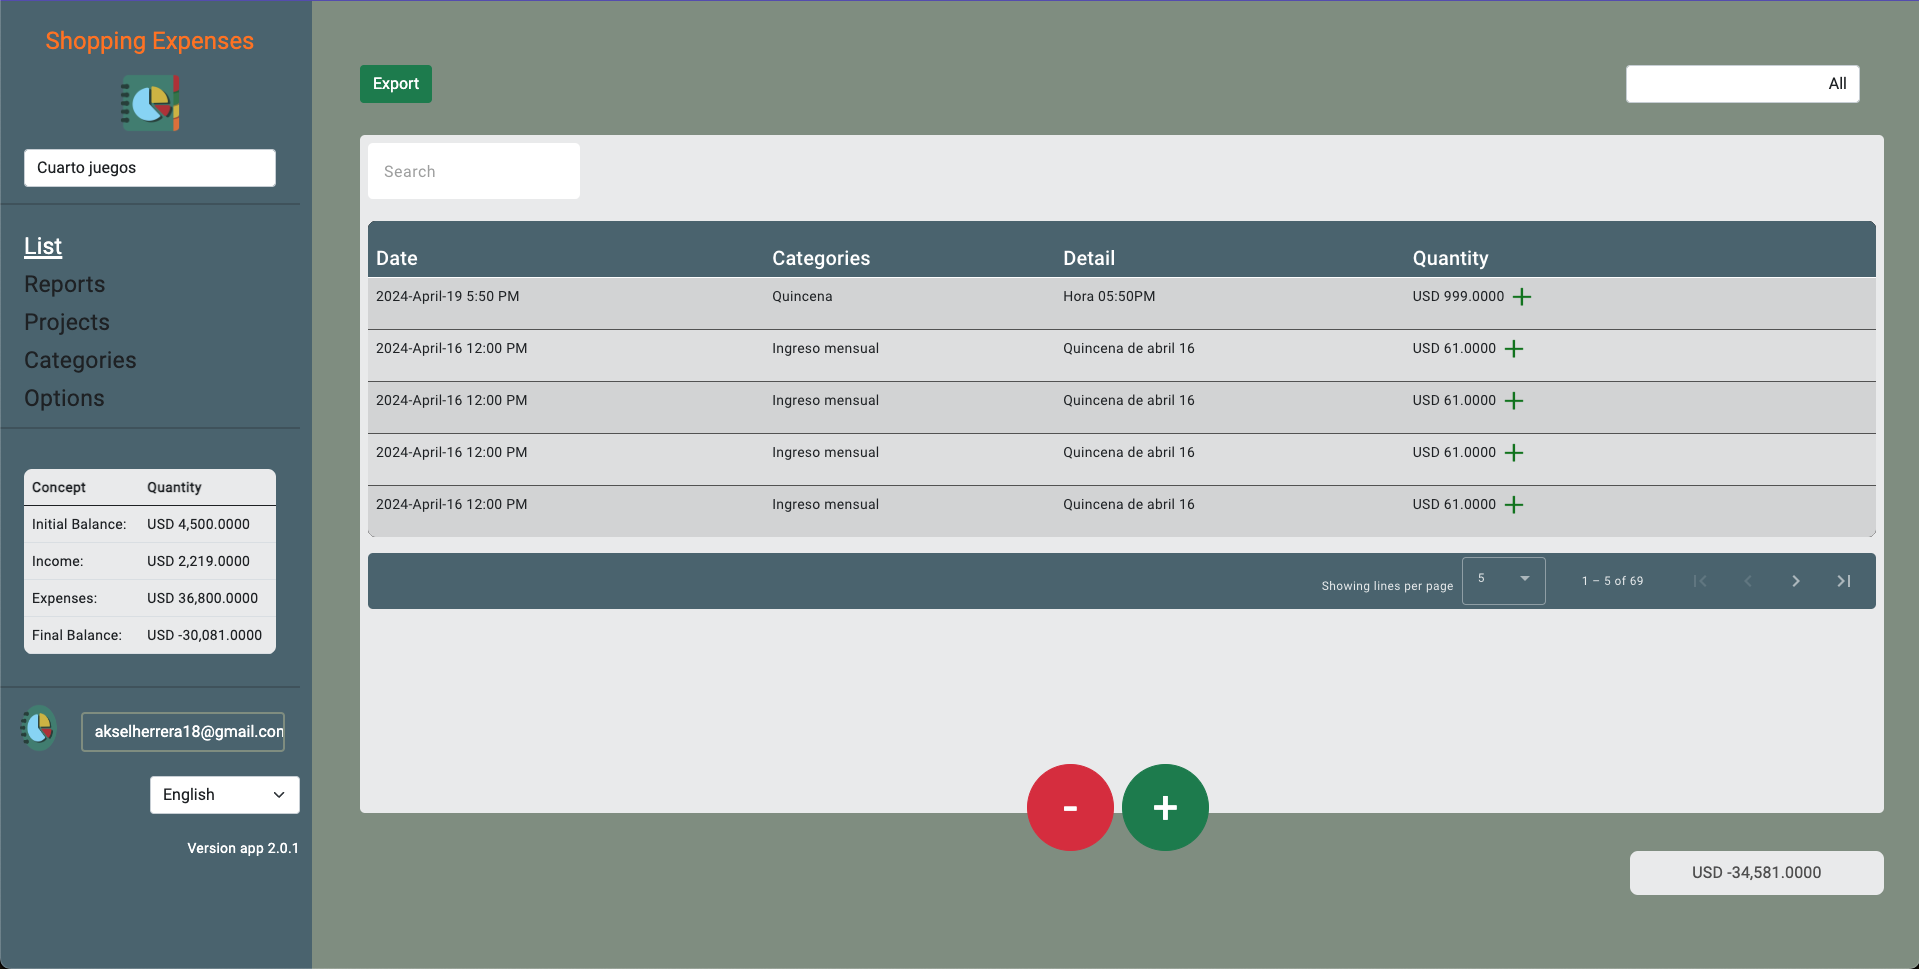 Shopping Expenses
Cuarto juegos
List
Reports
Projects
Categories
Options
Concept Quantity
Initial Balance: USD 4,500.0000
Income: USD 2,219.0000
Expenses: USD 36,800.0000
Final Balance: USD -30,081.0000
akselherrera18@gmail.com
English
Version app 2.0.1
Export
All
Search
Date Categories Detail Quantity
2024-April-19 5:50 PM Quincena Hora 05:50PM USD 999.0000
2024-April-16 12:00 PM Ingreso mensual Quincena de abril 16 USD 61.0000
2024-April-16 12:00 PM Ingreso mensual Quincena de abril 16 USD 61.0000
2024-April-16 12:00 PM Ingreso mensual Quincena de abril 16 USD 61.0000
2024-April-16 12:00 PM Ingreso mensual Quincena de abril 16 USD 61.0000
Showing lines per page 5 1 – 5 of 69
- +
USD -34,581.0000